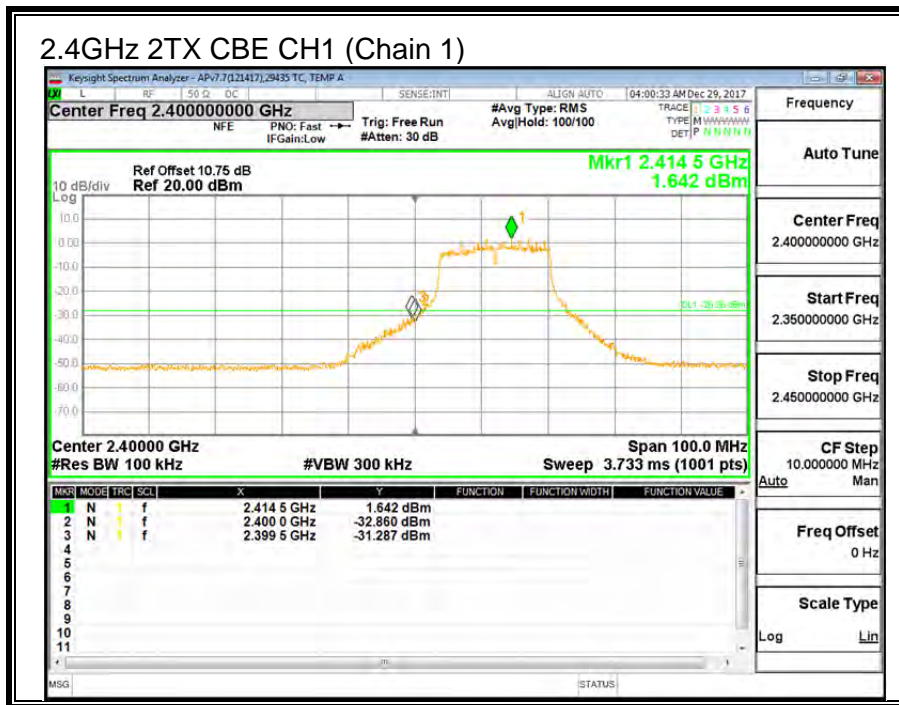 2.4GHz 2TX CBE CH1 (Chain 1)
Keysight Spectrum Analyzer - APv7.7(121417),29435 TC, TEMP A
L RF 50 Ω DC SENSE:INT ALIGN AUTO 04:00:33 AM Dec 29, 2017
Center Freq 2.400000000 GHz
NFE
PNO: Fast
IFGain:Low
Trig: Free Run
#Atten: 30 dB
#Avg Type: RMS
Avg|Hold: 100/100
TRACE 1 2 3 4 5 6
TYPE M WWWWW
DET P N N N N N
Frequency
Auto Tune
Center Freq
2.400000000 GHz
Start Freq
2.350000000 GHz
Stop Freq
2.450000000 GHz
CF Step
10.000000 MHz
Auto Man
Freq Offset
0 Hz
Scale Type
Log Lin
Mkr1 2.414 5 GHz
1.642 dBm
Ref Offset 10.75 dB
10 dB/div Ref 20.00 dBm
Log
10.0
0.00
-10.0
-20.0
-30.0
-40.0
-50.0
-60.0
-70.0
1
Center 2.40000 GHz Span 100.0 MHz
#Res BW 100 kHz #VBW 300 kHz Sweep 3.733 ms (1001 pts)
MKR MODE TRC SCL X Y FUNCTION FUNCTION WIDTH FUNCTION VALUE
1 N 1 f 2.414 5 GHz 1.642 dBm
2 N 1 f 2.400 0 GHz -32.860 dBm
3 N 1 f 2.399 5 GHz -31.287 dBm
4
5
6
7
8
9
10
11
MSG STATUS